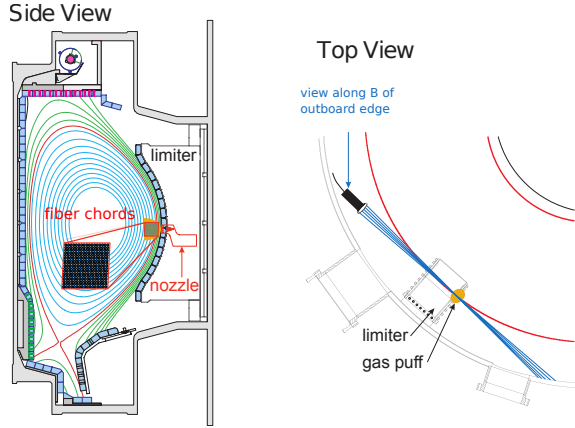 Side View
limiter
fiber chords
nozzle
Top View
view along B of
outboard edge
limiter
gas puff